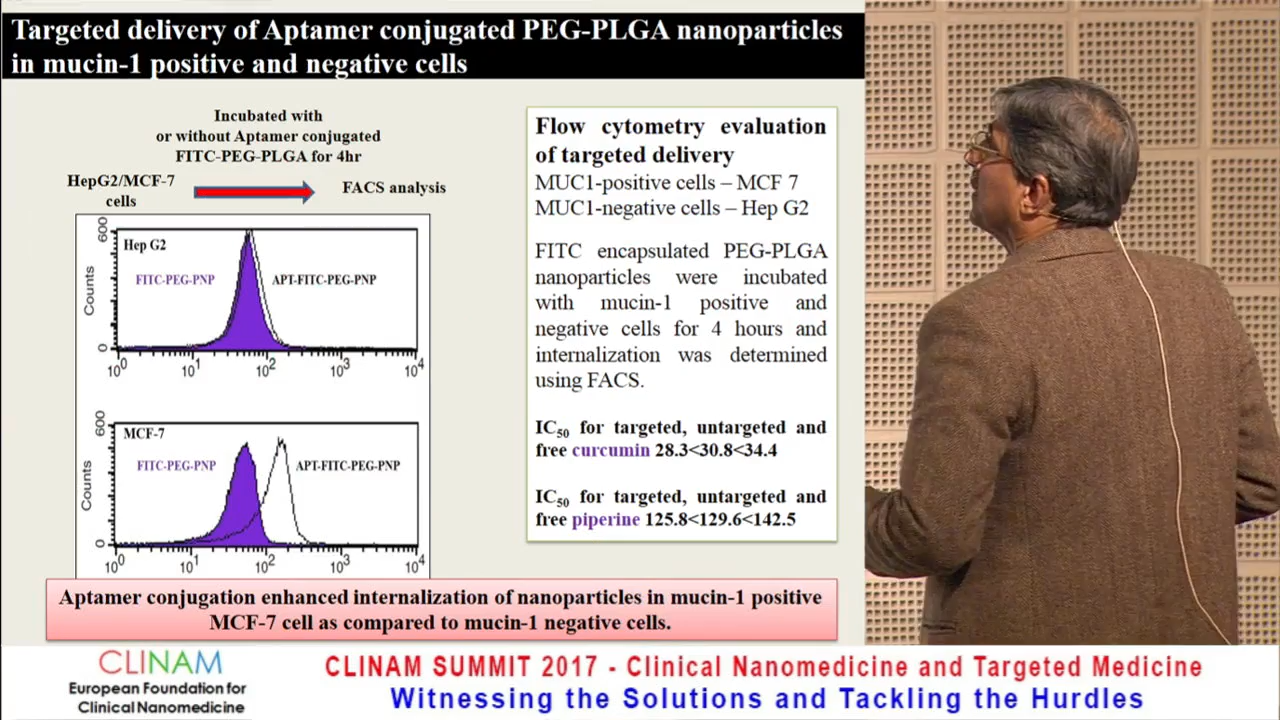 Targeted delivery of Aptamer conjugated PEG-PLGA nanoparticles
in mucin-1 positive and negative cells
Incubated with
or without Aptamer conjugated
FITC-PEG-PLGA for 4hr
HepG2/MCF-7
cells
FACS analysis
600
Hep G2
FITC-PEG-PNP
APT-FITC-PEG-PNP
Counts
0
10^0 10^1 10^2 10^3 10^4
600
MCF-7
FITC-PEG-PNP
APT-FITC-PEG-PNP
Counts
0
10^0 10^1 10^2 10^3 10^4
Flow cytometry evaluation
of targeted delivery
MUC1-positive cells – MCF 7
MUC1-negative cells – Hep G2
FITC encapsulated PEG-PLGA
nanoparticles were incubated
with mucin-1 positive and
negative cells for 4 hours and
internalization was determined
using FACS.
IC50 for targeted, untargeted and
free curcumin 28.3<30.8<34.4
IC50 for targeted, untargeted and
free piperine 125.8<129.6<142.5
Aptamer conjugation enhanced internalization of nanoparticles in mucin-1 positive
MCF-7 cell as compared to mucin-1 negative cells.
CLINAM
European Foundation for
Clinical Nanomedicine
CLINAM SUMMIT 2017 - Clinical Nanomedicine and Targeted Medicine
Witnessing the Solutions and Tackling the Hurdles